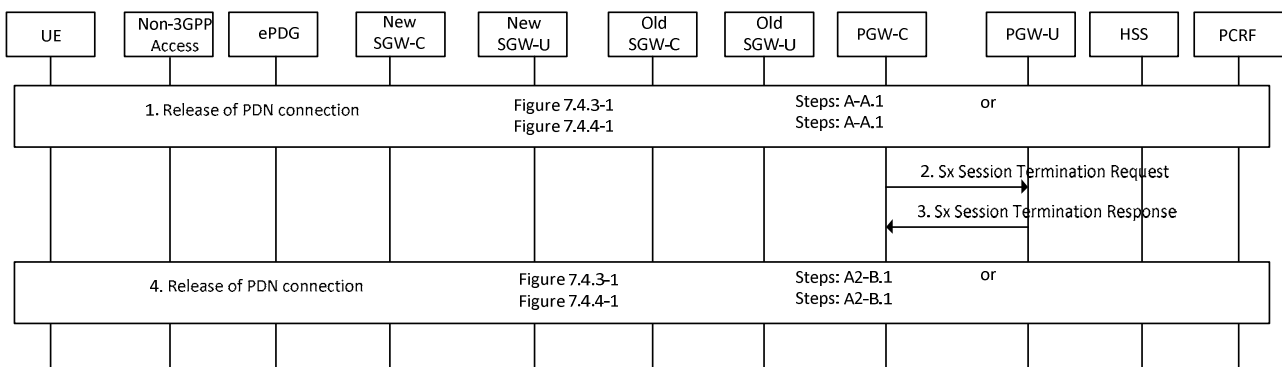 UE
Non-3GPP
Access
ePDG
New
SGW-C
New
SGW-U
Old
SGW-C
Old
SGW-U
PGW-C
PGW-U
HSS
PCRF
1. Release of PDN connection
Figure 7.4.3-1
Steps: A-A.1
or
Figure 7.4.4-1
Steps: A-A.1
2. Sx Session Termination Request
3. Sx Session Termination Response
4. Release of PDN connection
Figure 7.4.3-1
Steps: A2-B.1
or
Figure 7.4.4-1
Steps: A2-B.1